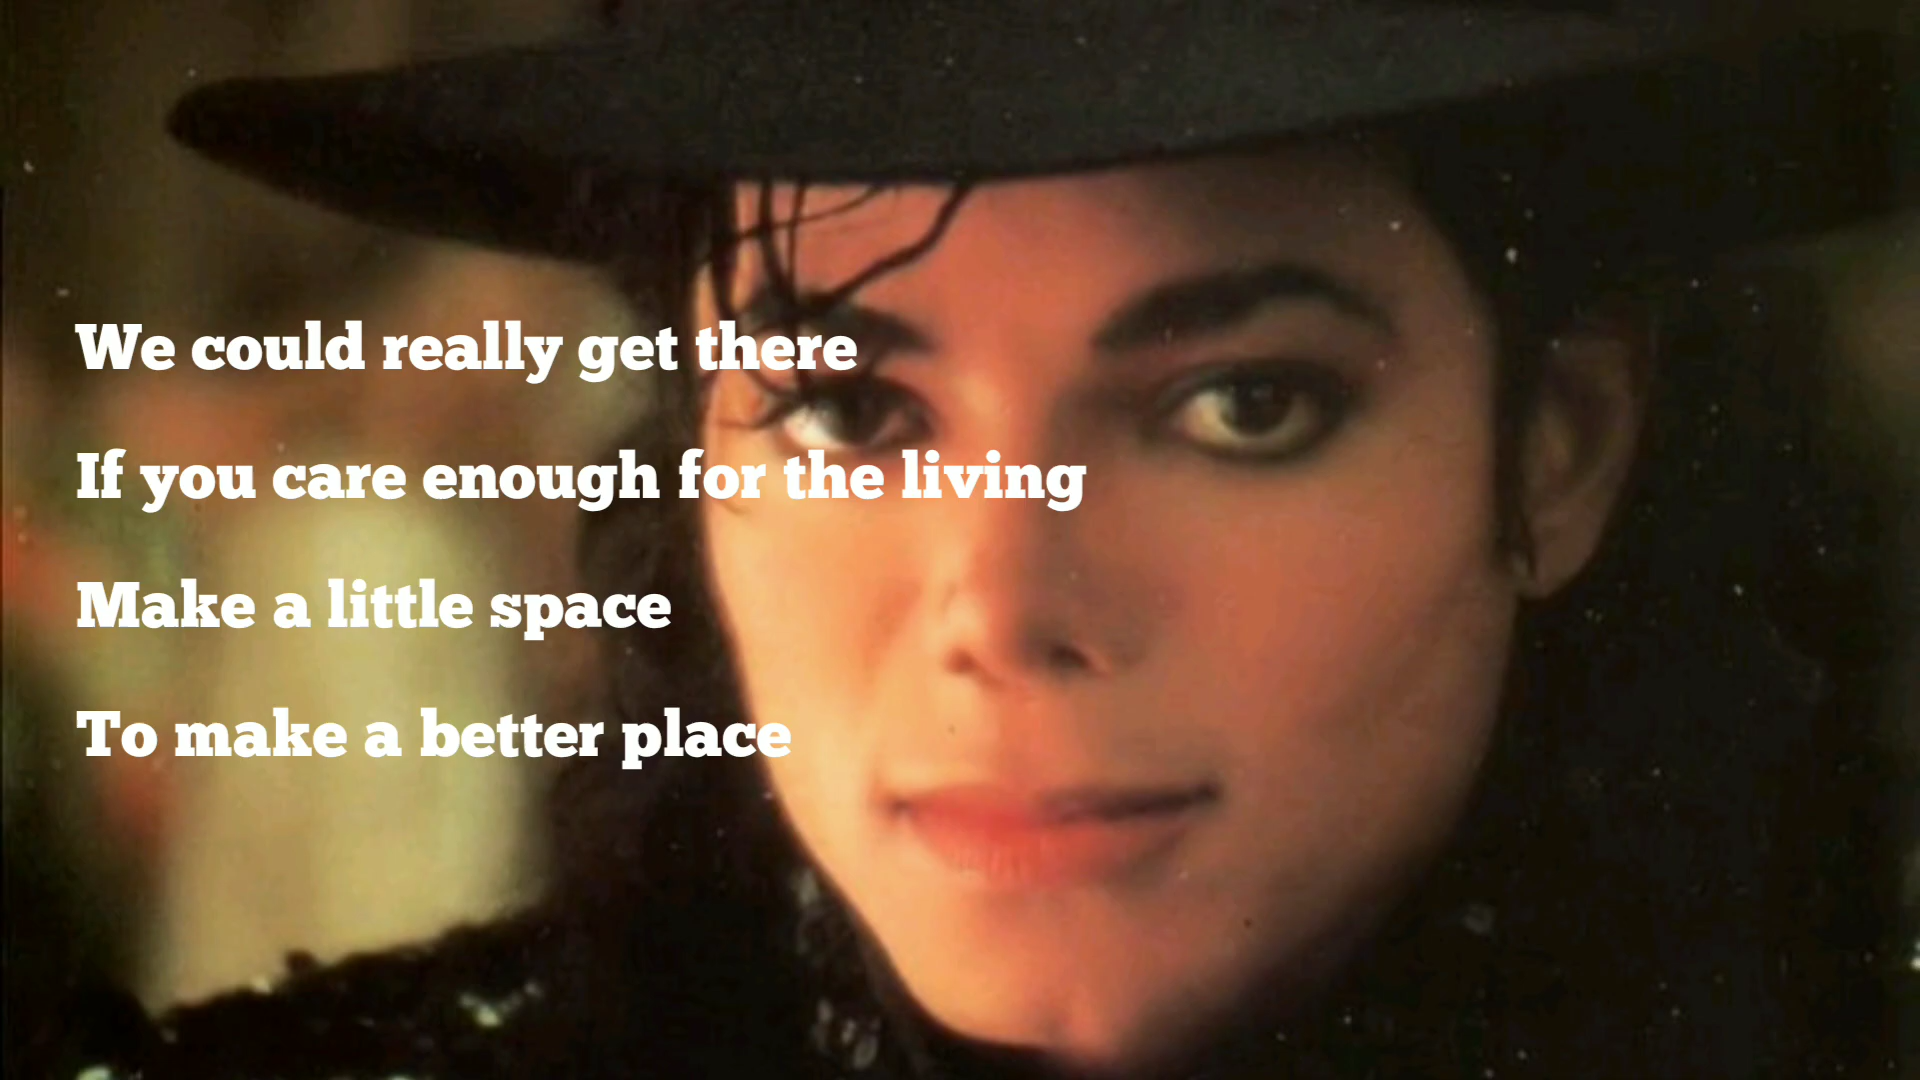 We could really get there
If you care enough for the living
Make a little space
To make a better place